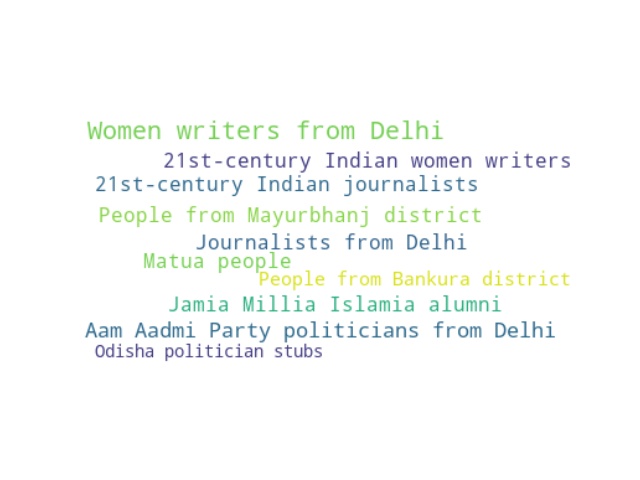 Women writers from Delhi
21st-century Indian women writers
21st-century Indian journalists
People from Mayurbhanj district
Journalists from Delhi
Matua people
People from Bankura district
Jamia Millia Islamia alumni
Aam Aadmi Party politicians from Delhi
Odisha politician stubs